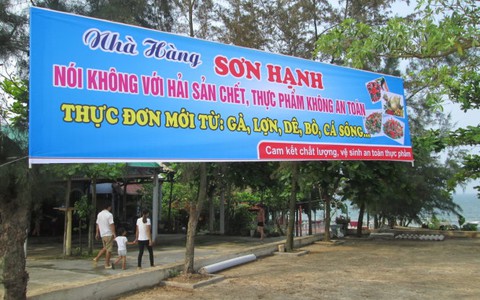 Nhà Hàng
SƠN HẠNH
NÓI KHÔNG VỚI HẢI SẢN CHẾT, THỰC PHẨM KHÔNG AN TOÀN
THỰC ĐƠN MỚI TỪ: GÀ, LỢN, DÊ, BÒ, CÁ SÔNG...
Cam kết chất lượng, vệ sinh an toàn thực phẩm